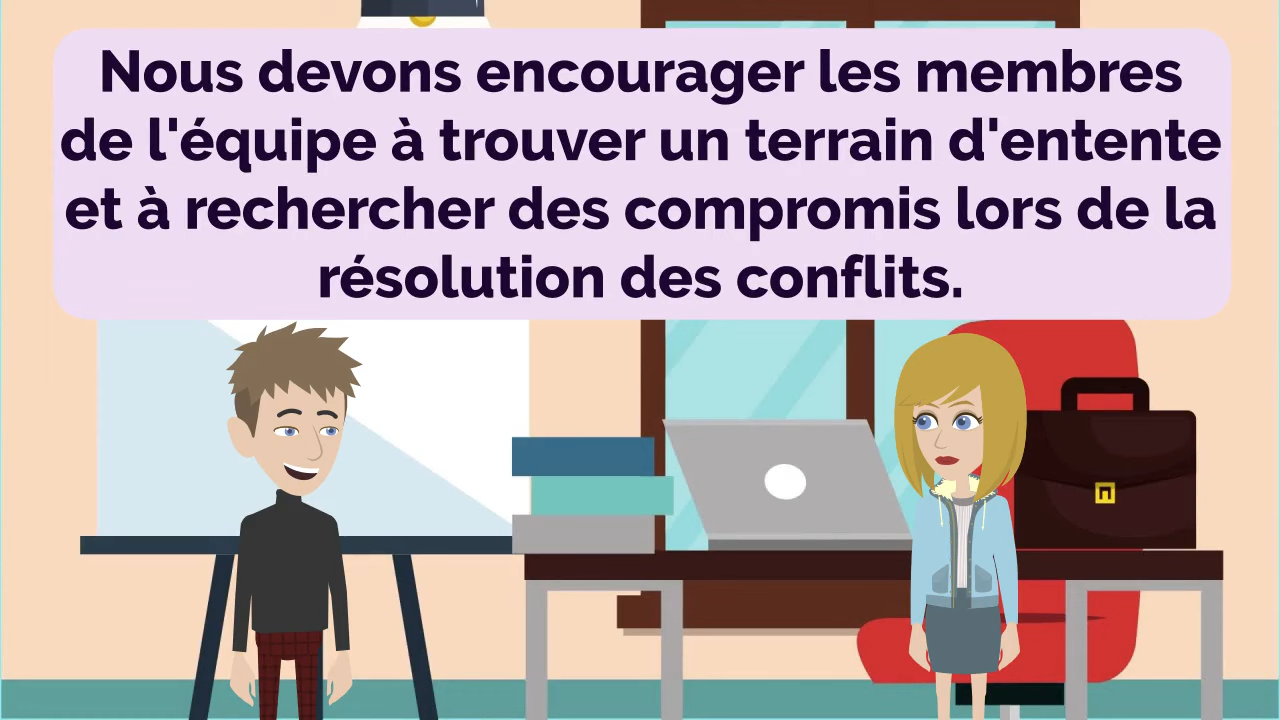 Nous devons encourager les membres
de l'équipe à trouver un terrain d'entente
et à rechercher des compromis lors de la
résolution des conflits.